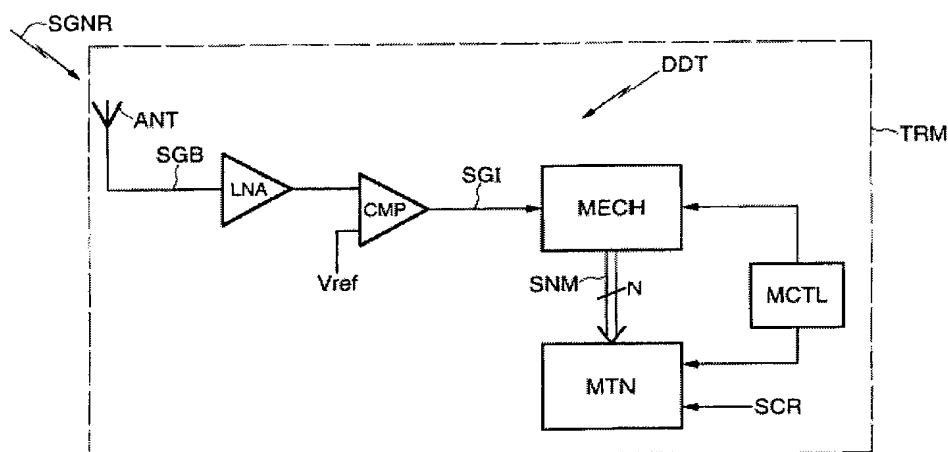 SGNR
DDT
ANT
TRM
SGB
LNA
CMP
SGI
MECH
Vref
SNM
N
MCTL
MTN
SCR